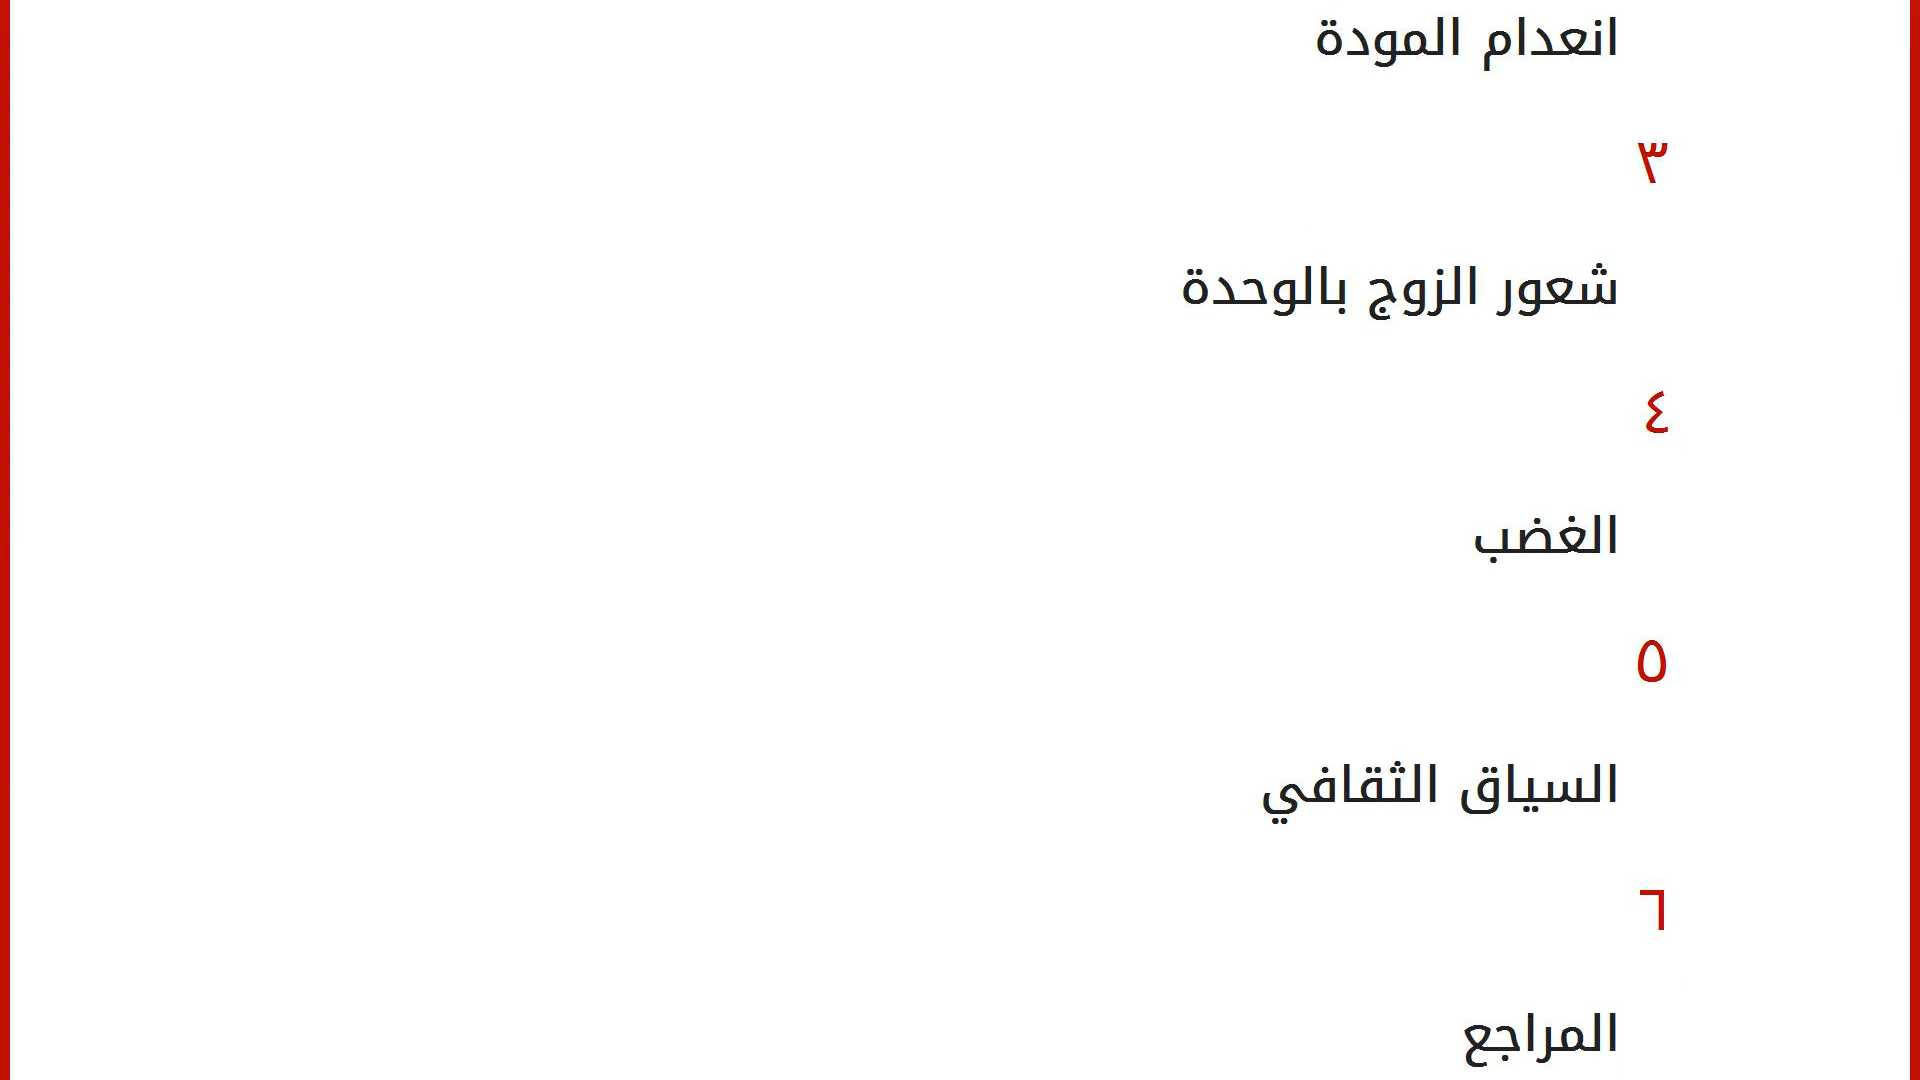 انعدام المودة
٣
شعور الزوج بالوحدة
٤
الغضب
٥
السياق الثقافي
٦
المراجع